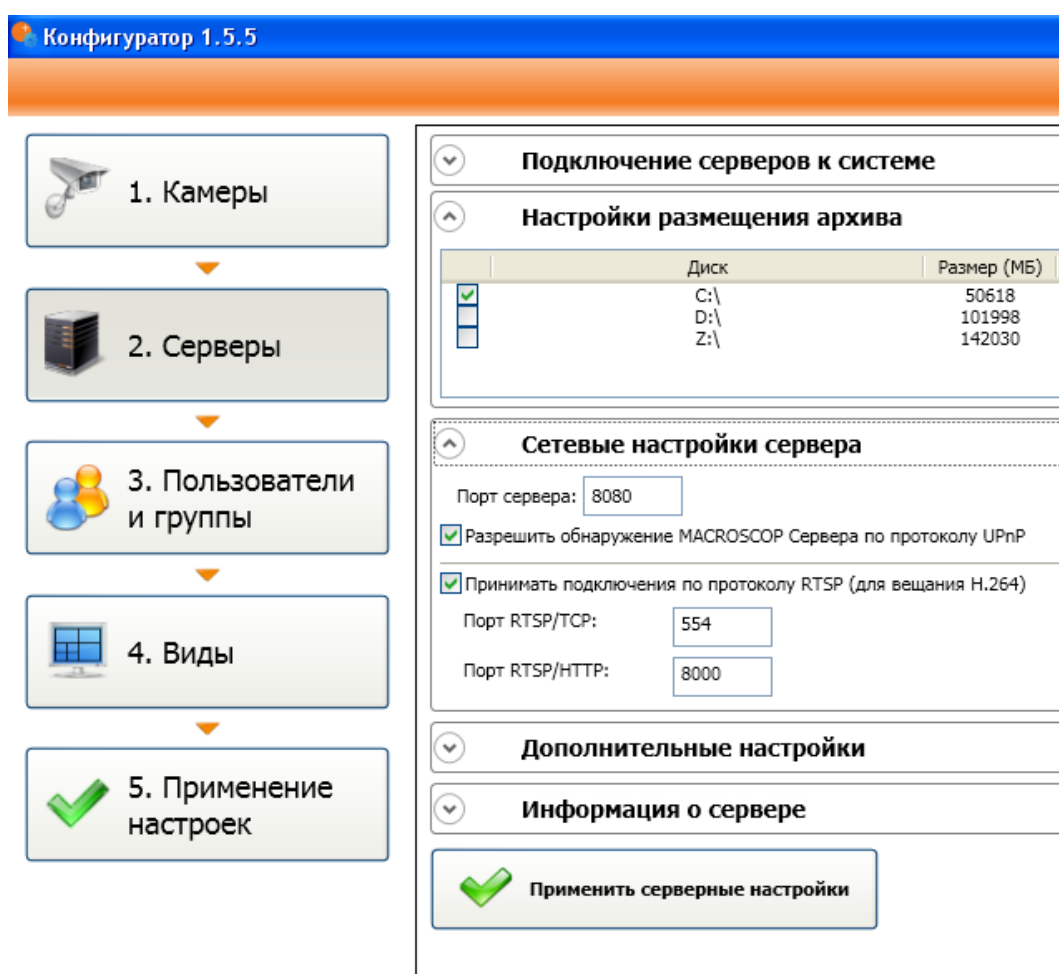 Конфигуратор 1.5.5
1. Камеры
2. Серверы
3. Пользователи
и группы
4. Виды
5. Применение
настроек
Подключение серверов к системе
Настройки размещения архива
Диск Размер (МБ)
C:\ 50618
D:\ 101998
Z:\ 142030
Сетевые настройки сервера
Порт сервера: 8080
Разрешить обнаружение MACROSCOP Сервера по протоколу UPnP
Принимать подключения по протоколу RTSP (для вещания H.264)
Порт RTSP/TCP: 554
Порт RTSP/HTTP: 8000
Дополнительные настройки
Информация о сервере
Применить серверные настройки